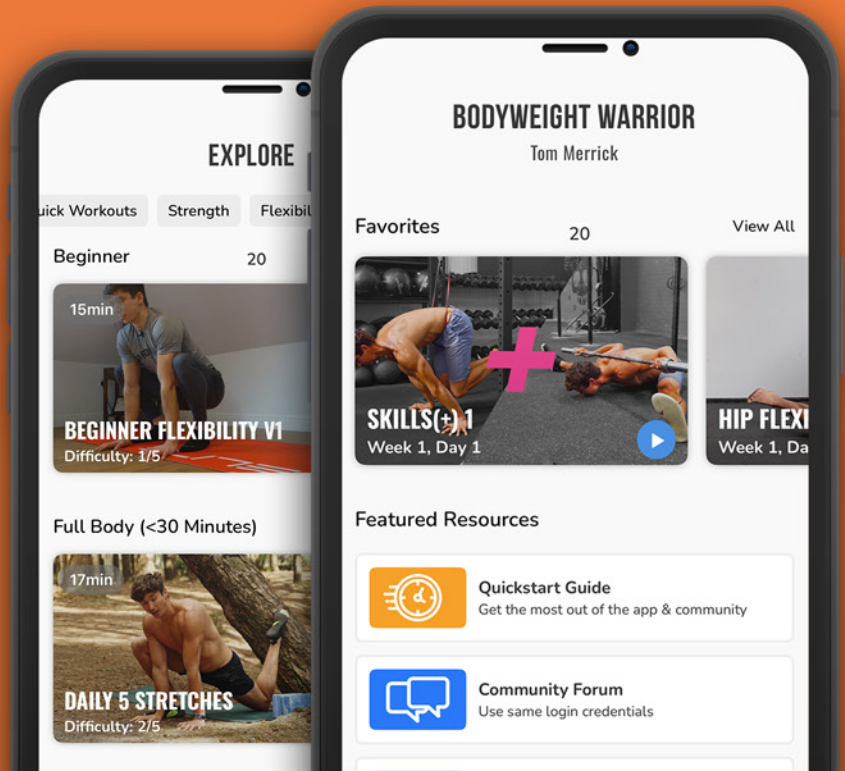 EXPLORE
uick Workouts
Strength
Flexibil
Beginner
20
15min
BEGINNER FLEXIBILITY V1
Difficulty: 1/5
Full Body (<30 Minutes)
17min
DAILY 5 STRETCHES
Difficulty: 2/5
BODYWEIGHT WARRIOR
Tom Merrick
Favorites
20
View All
SKILLS(+) 1
Week 1, Day 1
HIP FLEXI
Week 1, Da
Featured Resources
Quickstart Guide
Get the most out of the app & community
Community Forum
Use same login credentials